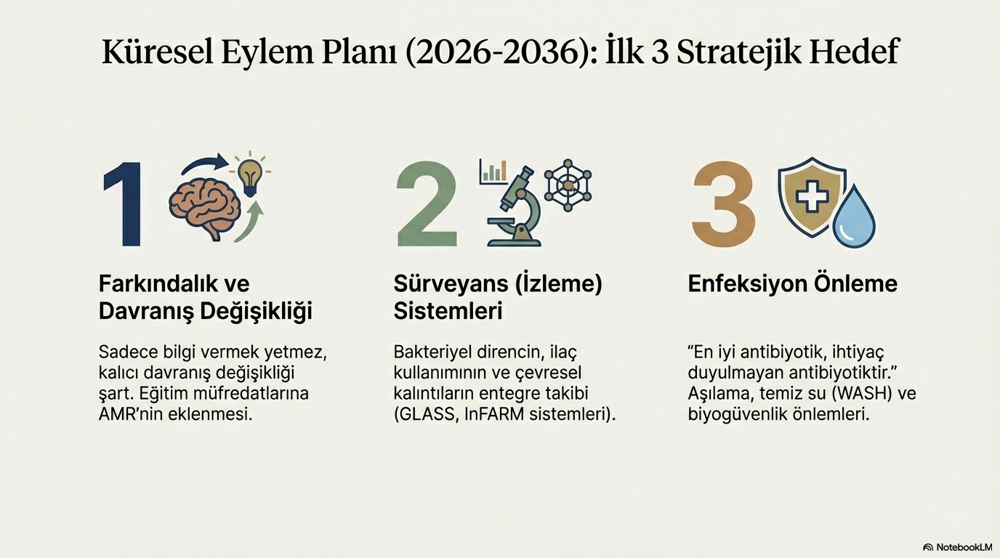 Küresel Eylem Planı (2026-2036): İlk 3 Stratejik Hedef
1
Farkındalık ve
Davranış Değişikliği
Sadece bilgi vermek yetmez,
kalıcı davranış değişikliği
şart. Eğitim müfredatlarına
AMR’nin eklenmesi.
2
Sürveyans (İzleme)
Sistemleri
Bakteriyel direncin, ilaç
kullanımının ve çevresel
kalıntıların entegre takibi
(GLASS, InFARM sistemleri).
3
Enfeksiyon Önleme
“En iyi antibiyotik, ihtiyaç
duyulmayan antibiyotiktir.”
Aşılama, temiz su (WASH) ve
biyogüvenlik önlemleri.
NotebookLM